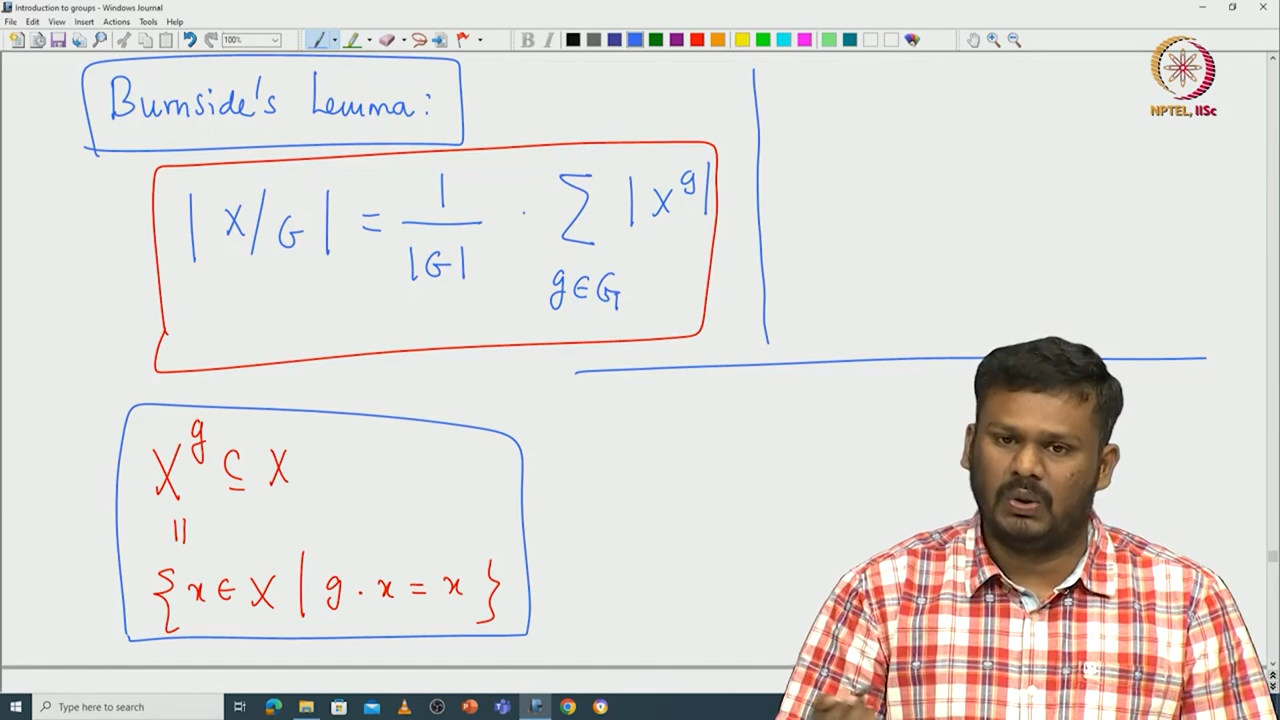 Introduction to groups - Windows Journal
File Edit View Insert Actions Tools Help
100%
NPTEL, IISc
Burnside's Lemma:
| X/G | = 1/|G| · ∑ g∈G |X^g|
X^g ⊆ X
=
{x ∈ X | g · x = x}
Type here to search